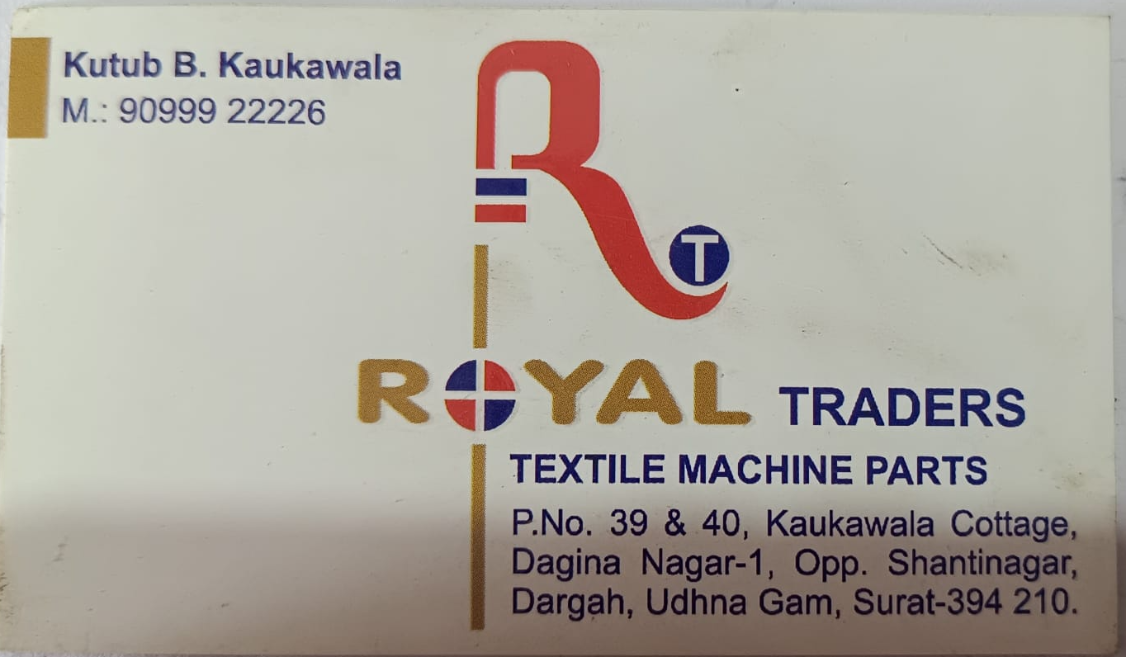 Kutub B. Kaukawala
M.: 90999 22226
R
T
ROYAL TRADERS
TEXTILE MACHINE PARTS
P.No. 39 & 40, Kaukawala Cottage,
Dagina Nagar-1, Opp. Shantinagar,
Dargah, Udhna Gam, Surat-394 210.